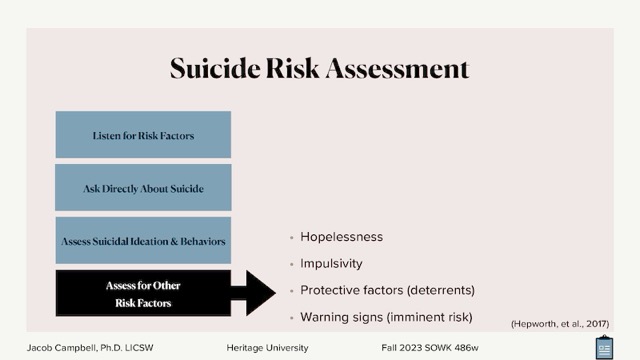 Suicide Risk Assessment
Listen for Risk Factors
Ask Directly About Suicide
Assess Suicidal Ideation & Behaviors
Assess for Other
Risk Factors
• Hopelessness
• Impulsivity
• Protective factors (deterrents)
• Warning signs (imminent risk)
(Hepworth, et al., 2017)
Jacob Campbell, Ph.D. LICSW Heritage University Fall 2023 SOWK 486w